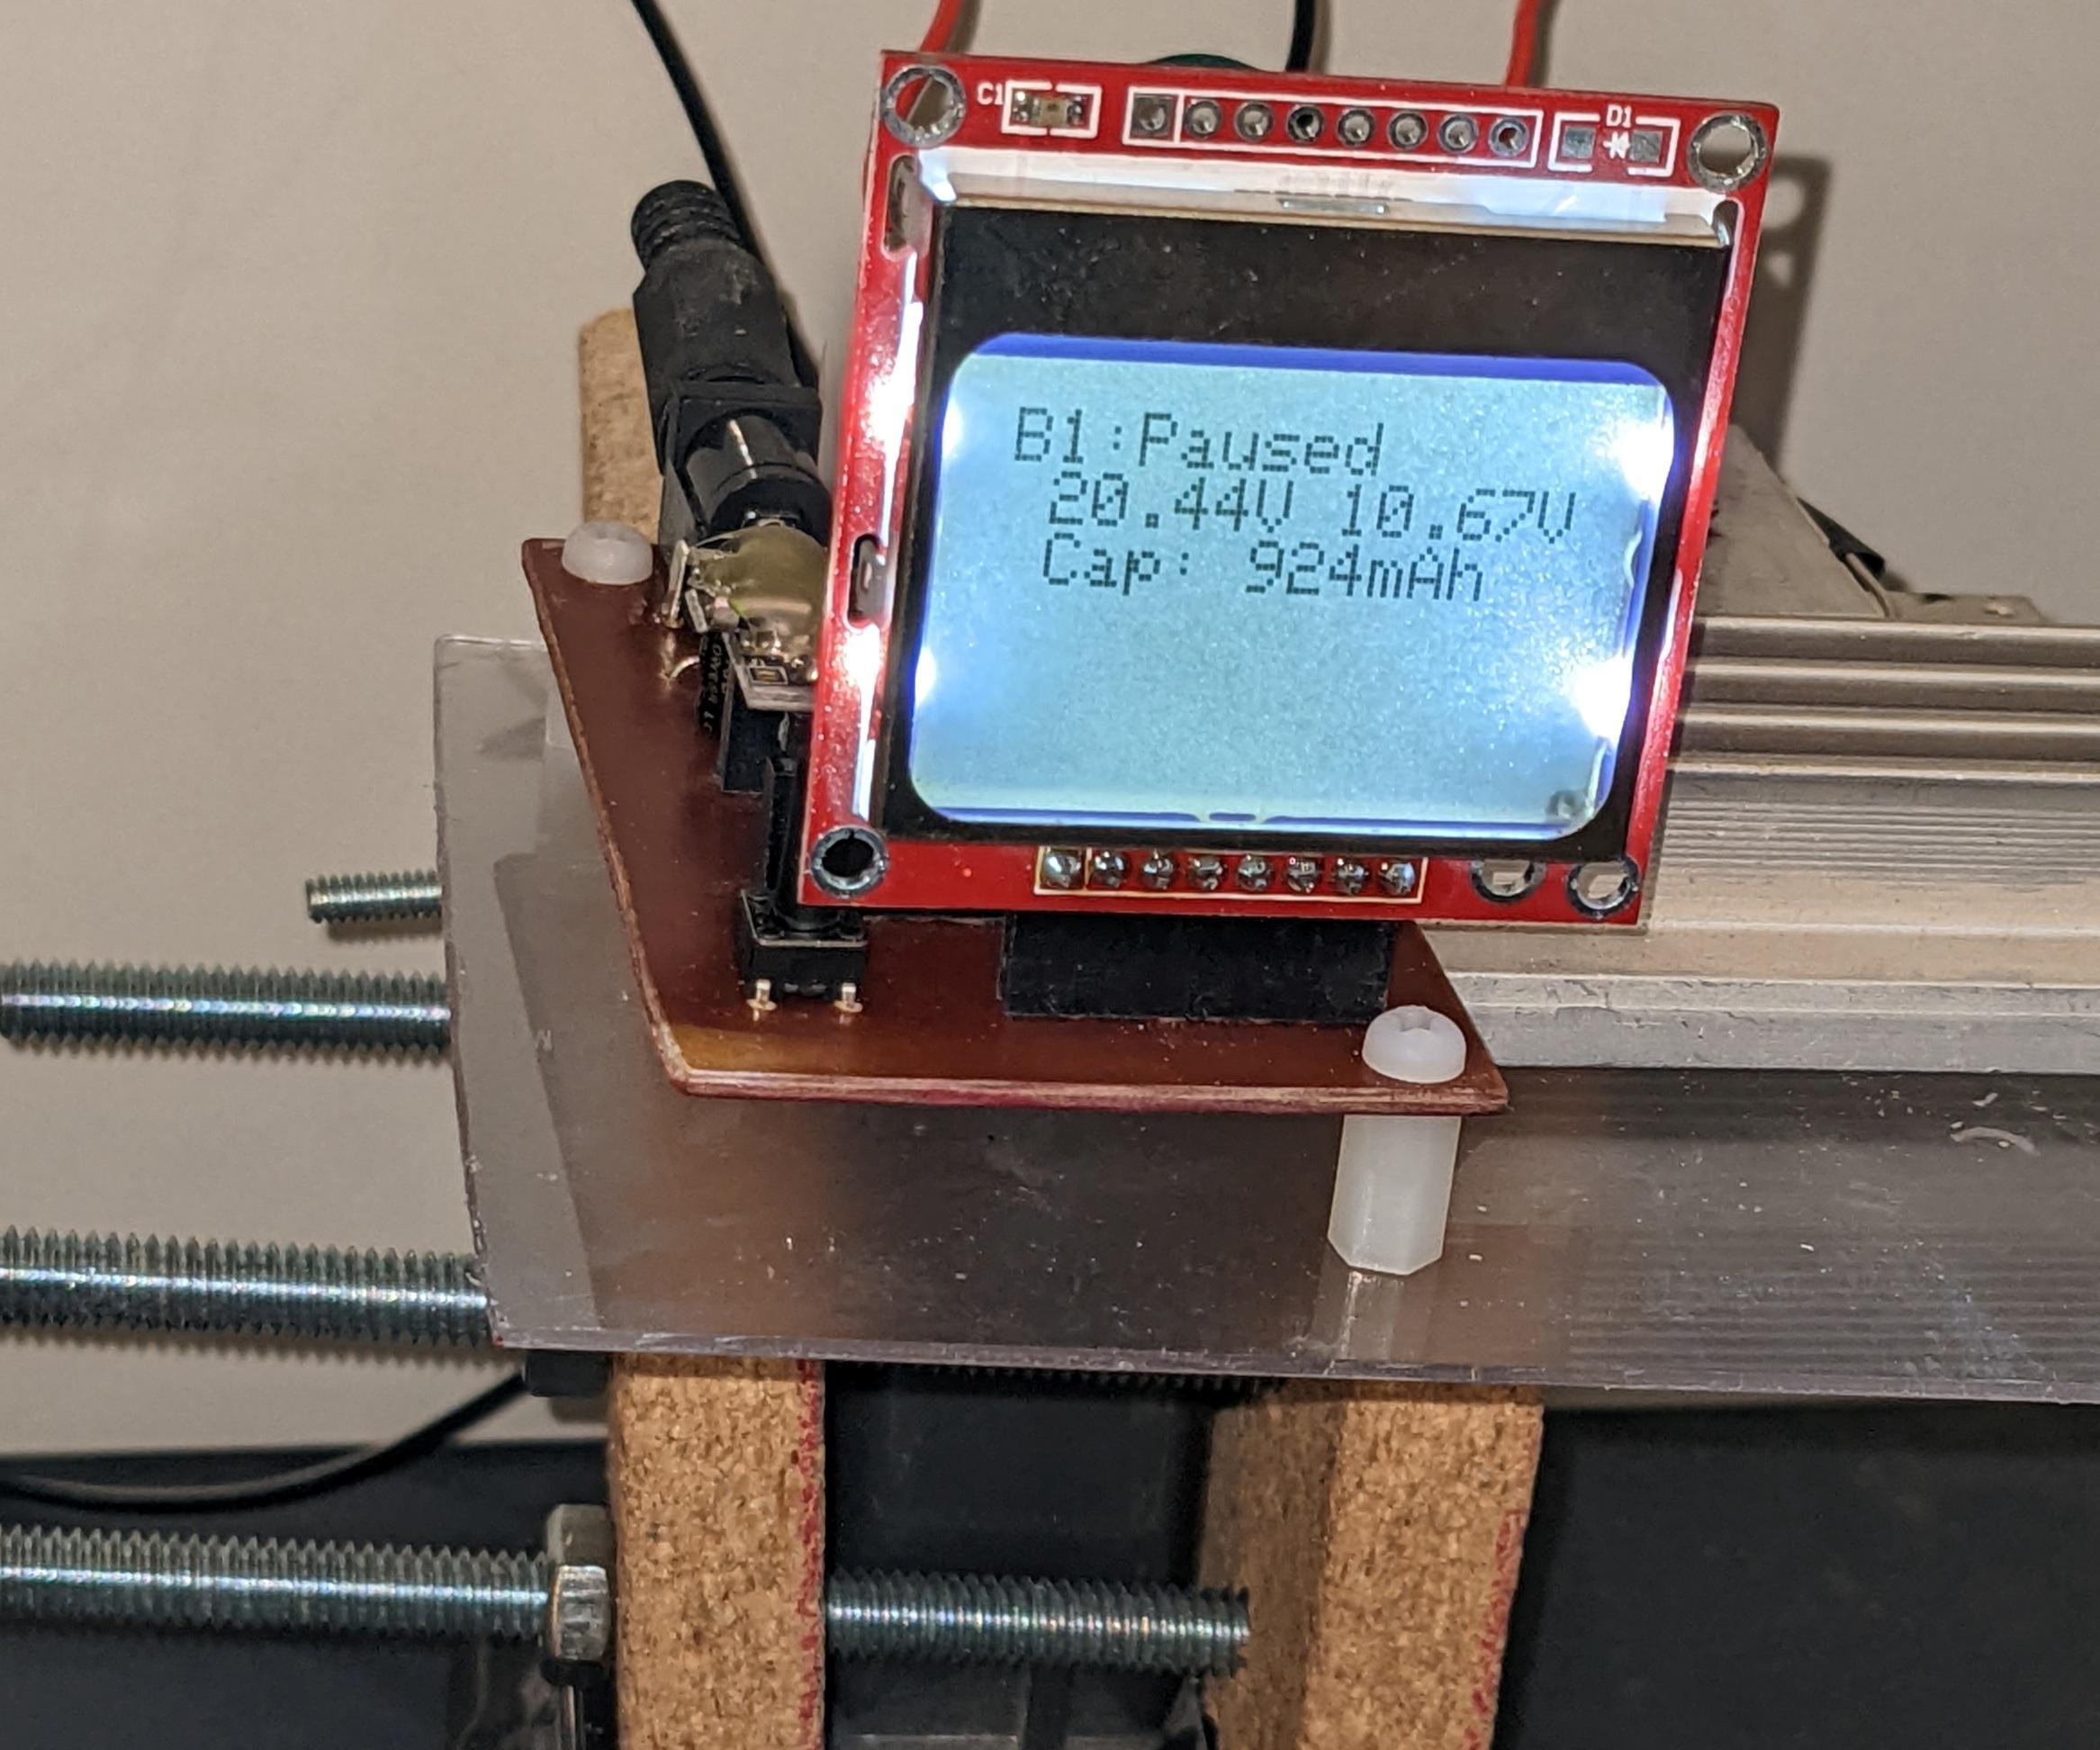 C1
D1
B1:Paused
20.44V 10.67V
Cap: 924mAh